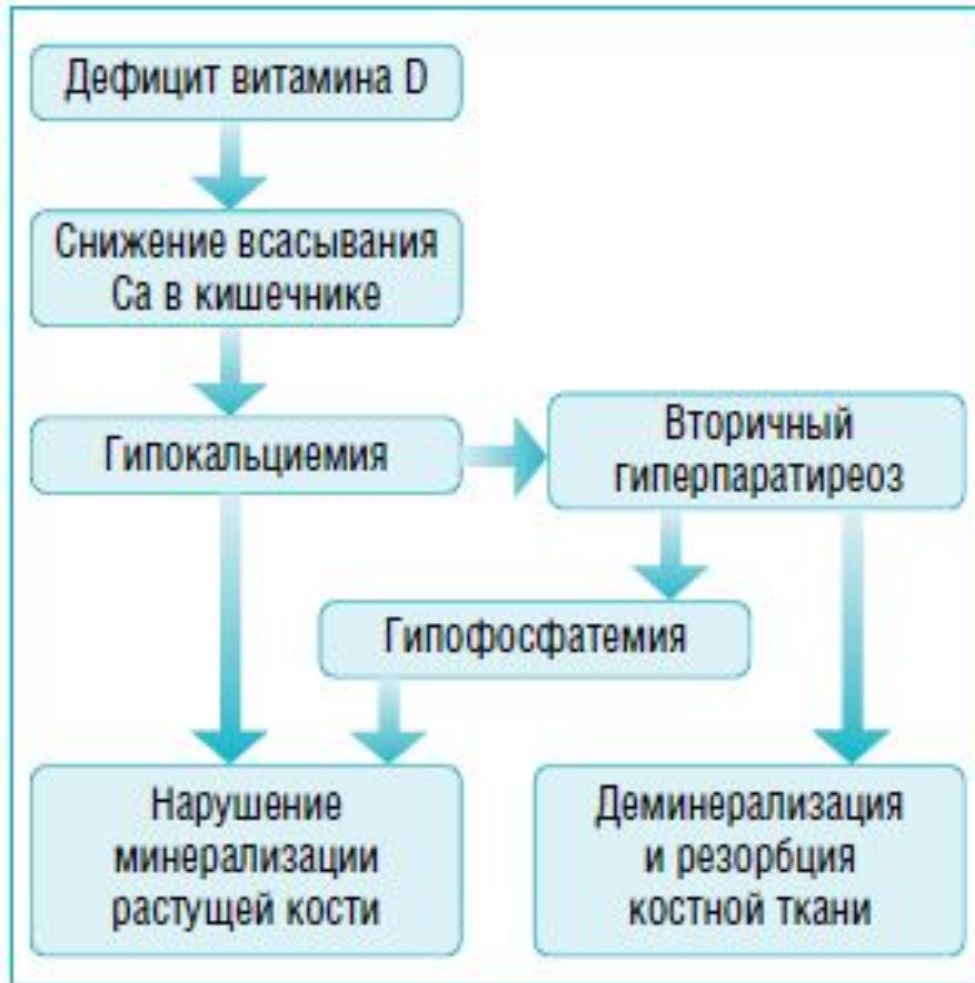 Дефицит витамина D
Снижение всасывания
Ca в кишечнике
Гипокальциемия
Вторичный
гиперпаратиреоз
Гипофосфатемия
Нарушение
минерализации
растущей кости
Деминерализация
и резорбция
костной ткани